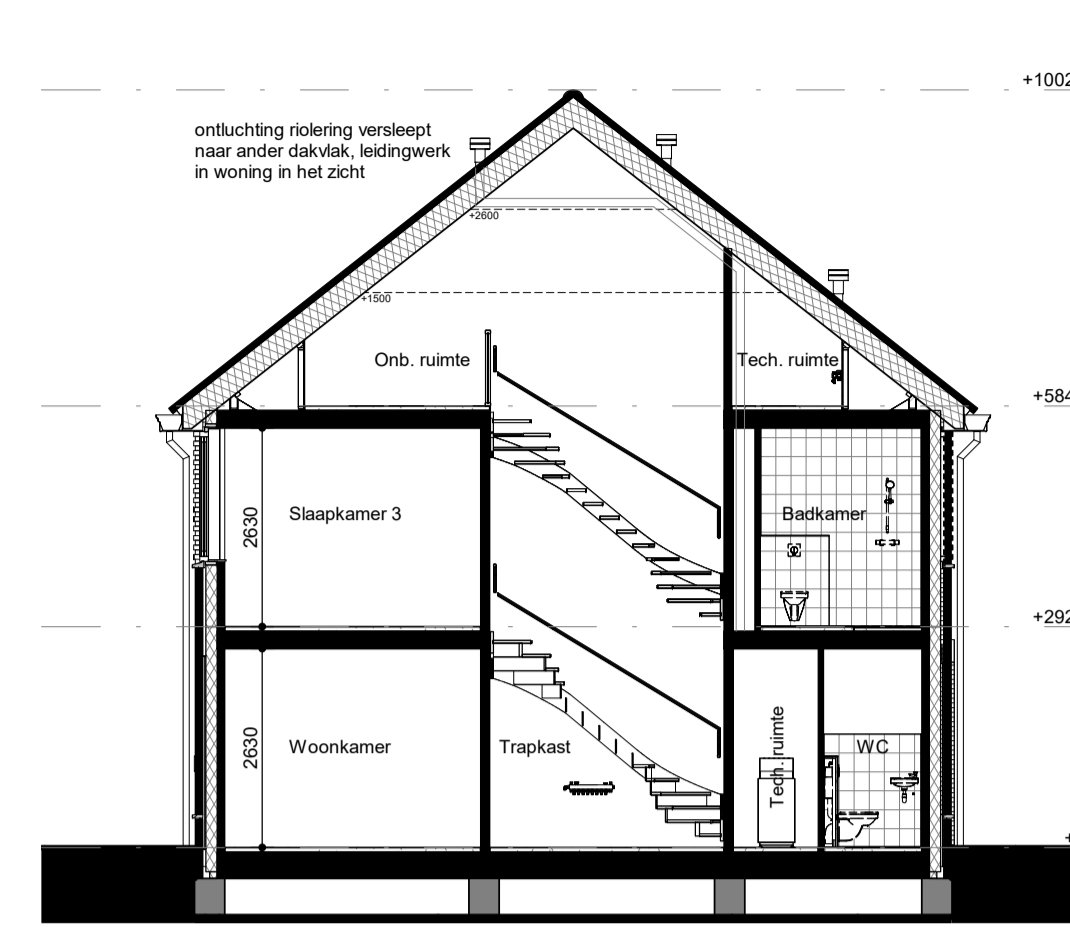 +1002
ontluchting riolering versleept
naar ander dakvlak, leidingwerk
in woning in het zicht
+2600
+1500
Onb. ruimte
Tech. ruimte
+584
2630
Slaapkamer 3
Badkamer
+292
2630
Woonkamer
Trapkast
Tech. ruimte
WC
+